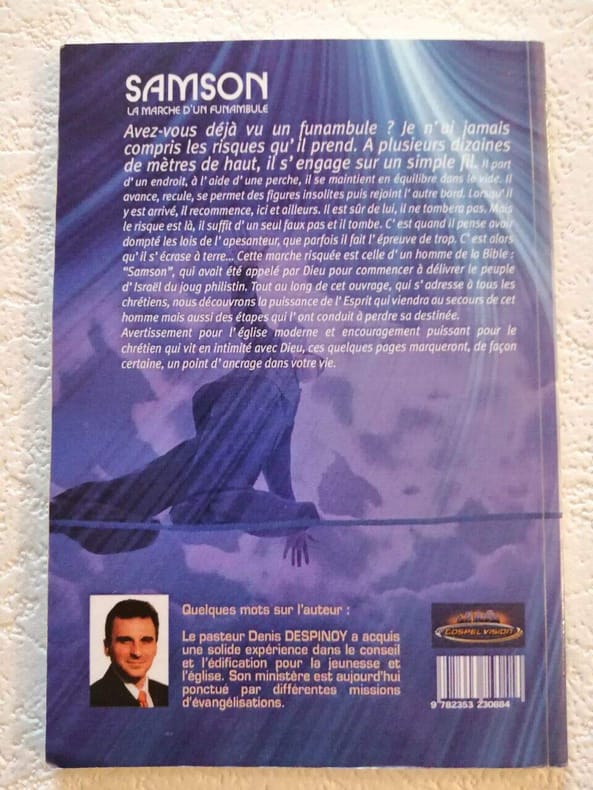 SAMSON
LA MARCHE D'UN FUNAMBULE
Avez-vous déjà vu un funambule ? Je n'ai jamais
compris les risques qu'il prend. A plusieurs dizaines
de mètres de haut, il s'engage sur un simple fil. Il part
d'un endroit, à l'aide d'une perche, il se maintient en équilibre dans le vide. Il
avance, recule, se permet des figures insolites puis rejoint l'autre bord. Lorsqu'il
y est arrivé, il recommence, ici et ailleurs. Il est sûr de lui, il ne tombera pas. Mais
le risque est là, il suffit d'un seul faux pas et il tombe. C'est quand il pense avoir
dompté les lois de l'apesanteur, que parfois il fait l'épreuve de trop. C'est alors
qu'il s'écrase à terre... Cette marche risquée est celle d'un homme de la Bible :
"Samson", qui avait été appelé par Dieu pour commencer à délivrer le peuple
d'Israël du joug philistin. Tout au long de cet ouvrage, qui s'adresse à tous les
chrétiens, nous découvrons la puissance de l'Esprit qui viendra au secours de cet
homme mais aussi des étapes qui l'ont conduit à perdre sa destinée.
Avertissement pour l'église moderne et encouragement puissant pour le
chrétien qui vit en intimité avec Dieu, ces quelques pages marqueront, de façon
certaine, un point d'ancrage dans votre vie.
Quelques mots sur l'auteur :
Le pasteur Denis DESPINOY a acquis
une solide expérience dans le conseil
et l'édification pour la jeunesse et
l'église. Son ministère est aujourd'hui
ponctué par différentes missions
d'évangélisations.
GOSPEL VISION
9 782353 230884